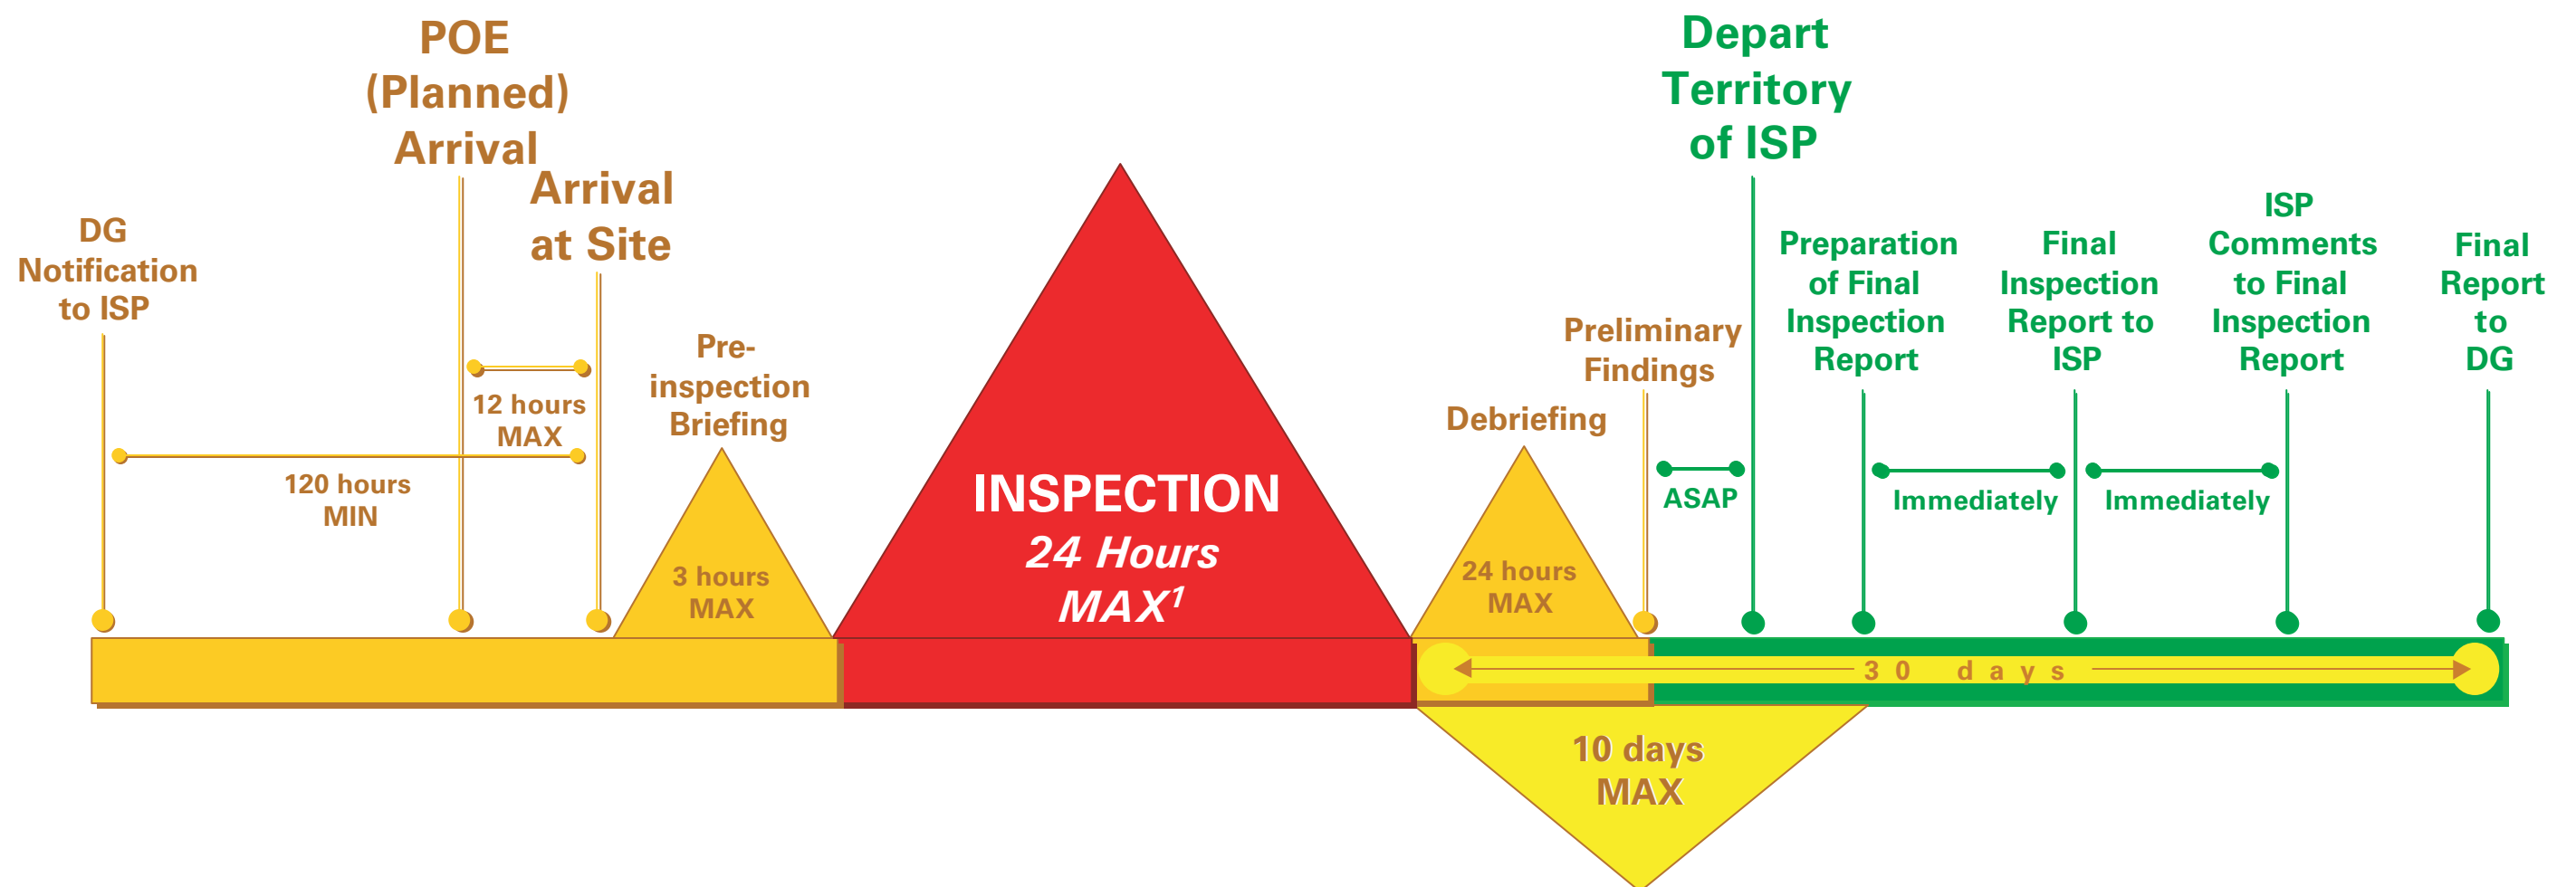 DG
Notification
to ISP
120 hours
MIN
POE
(Planned)
Arrival
12 hours
MAX
Arrival
at Site
Pre-
inspection
Briefing
3 hours
MAX
INSPECTION
24 Hours
MAX1
Debriefing
24 hours
MAX
Preliminary
Findings
ASAP
Depart
Territory
of ISP
Preparation
of Final
Inspection
Report
Immediately
Final
Inspection
Report to
ISP
Immediately
ISP
Comments
to Final
Inspection
Report
Final
Report
to
DG
30 days
10 days
MAX